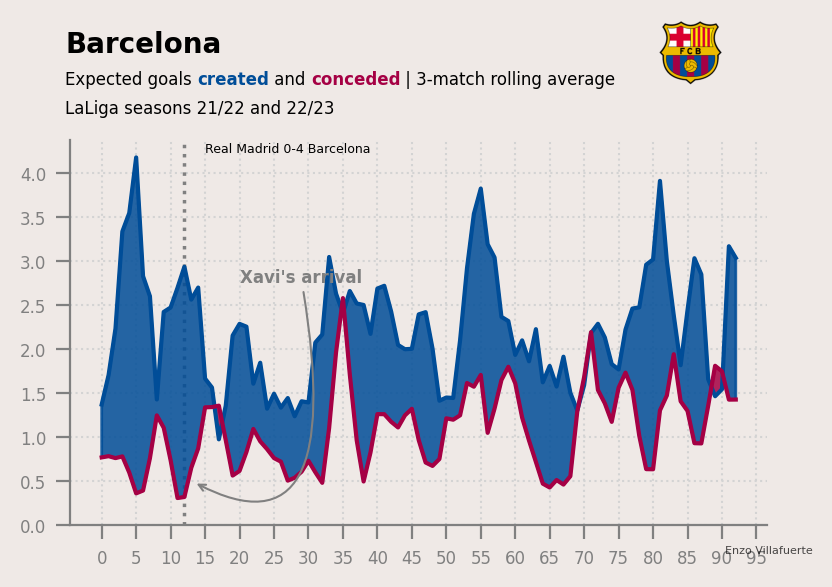 Barcelona
FCB
Expected goals created and conceded | 3-match rolling average
LaLiga seasons 21/22 and 22/23
Real Madrid 0-4 Barcelona
4.0
3.5
3.0
Xavi's arrival
2.5
2.0
1.5
1.0
0.5
0.0
0 5 10 15 20 25 30 35 40 45 50 55 60 65 70 75 80 85 90 95
Enzo Villafuerte